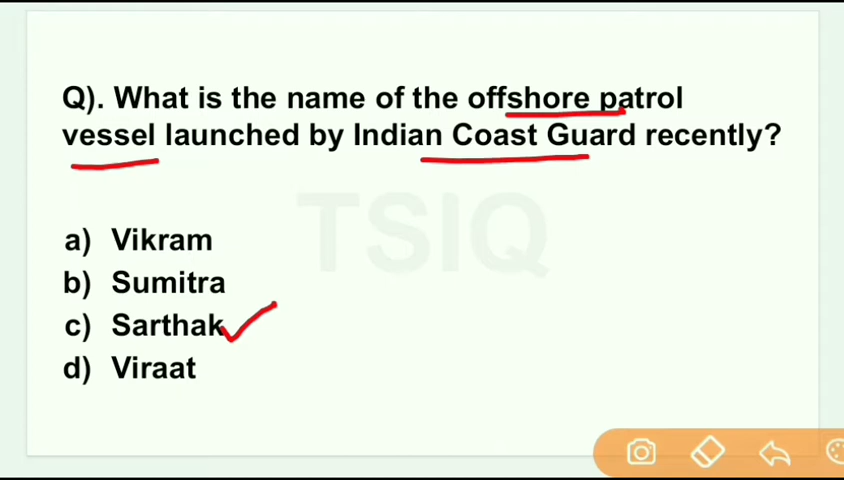 Q). What is the name of the offshore patrol
vessel launched by Indian Coast Guard recently?
TSIQ
a) Vikram
b) Sumitra
c) Sarthak
d) Viraat